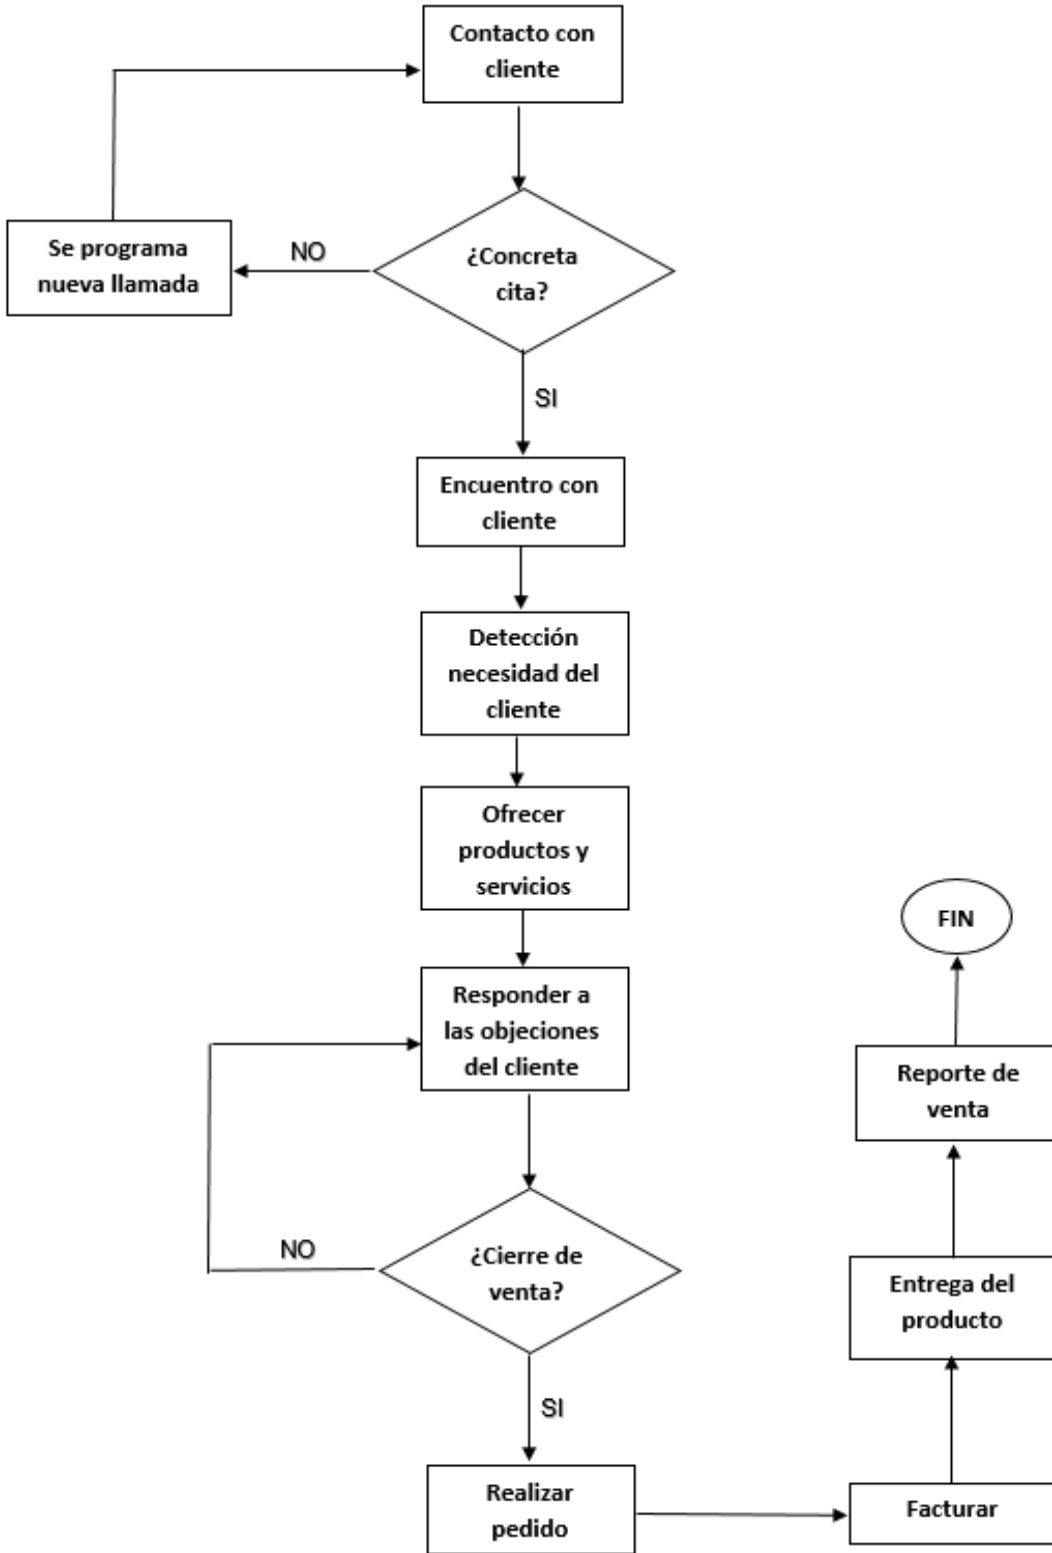 Contacto con
cliente
Se programa
nueva llamada
NO
¿Concreta
cita?
SI
Encuentro con
cliente
Detección
necesidad del
cliente
Ofrecer
productos y
servicios
Responder a
las objeciones
del cliente
NO
¿Cierre de
venta?
SI
Realizar
pedido
Facturar
Entrega del
producto
Reporte de
venta
FIN